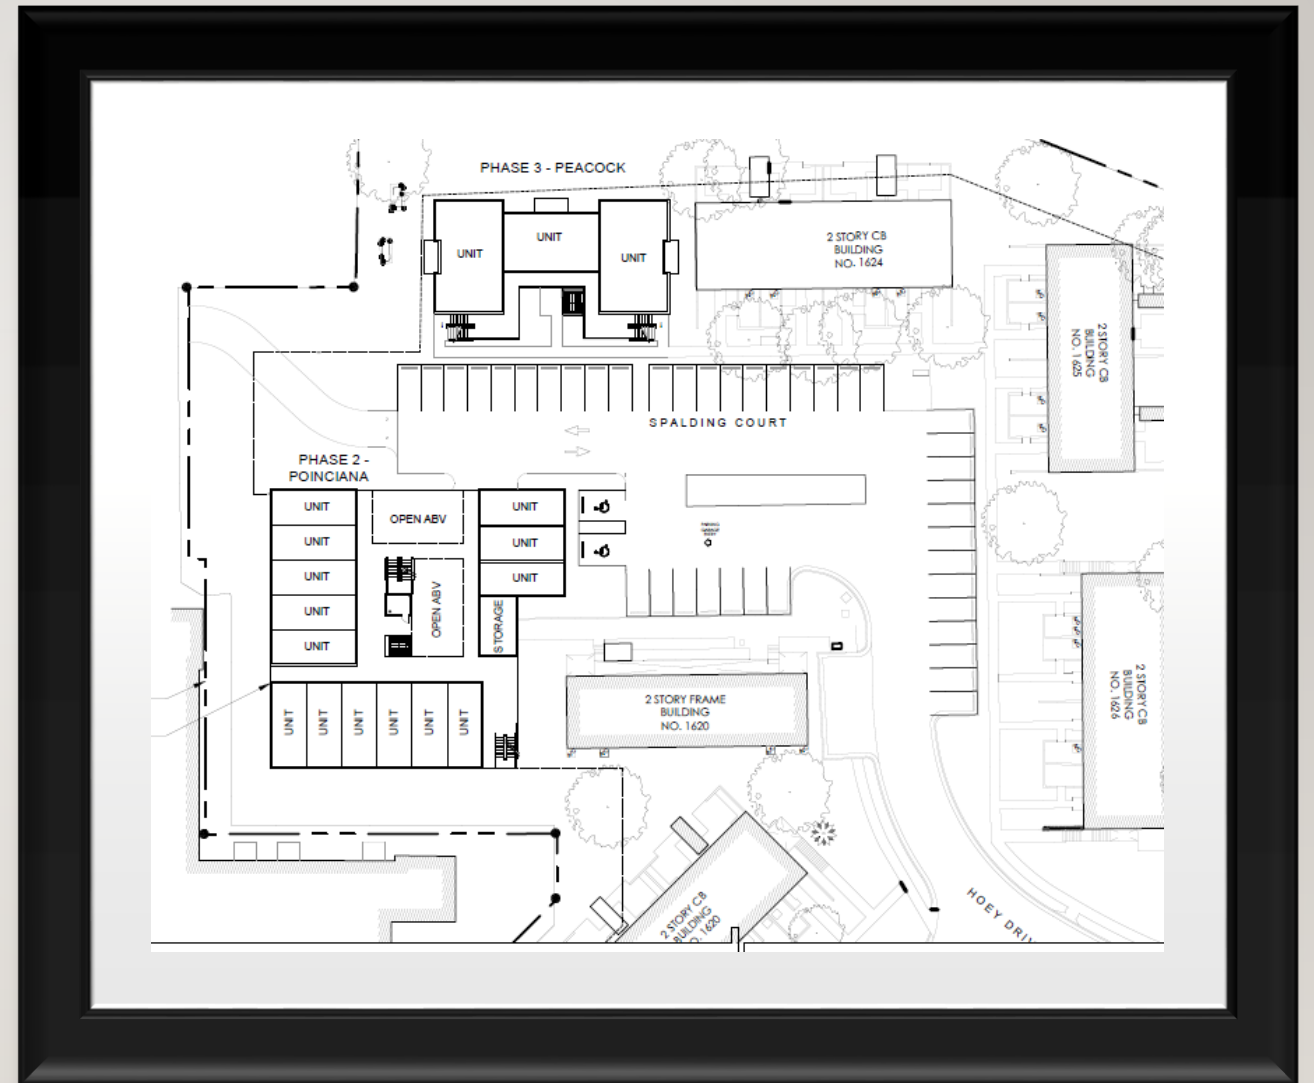 PHASE 3 - PEACOCK
UNIT
UNIT
UNIT
2 STORY CB
BUILDING
NO. 1624
2 STORY CB
BUILDING
NO. 1625
SPALDING COURT
PHASE 2 -
POINCIANA
UNIT
UNIT
UNIT
UNIT
UNIT
OPEN ABV
OPEN ABV
UNIT
UNIT
UNIT
STORAGE
UNIT
UNIT
UNIT
UNIT
UNIT
UNIT
2 STORY FRAME
BUILDING
NO. 1620
2 STORY CB
BUILDING
NO. 1626
2 STORY CB
BUILDING
NO. 1620
HOEY DRIV